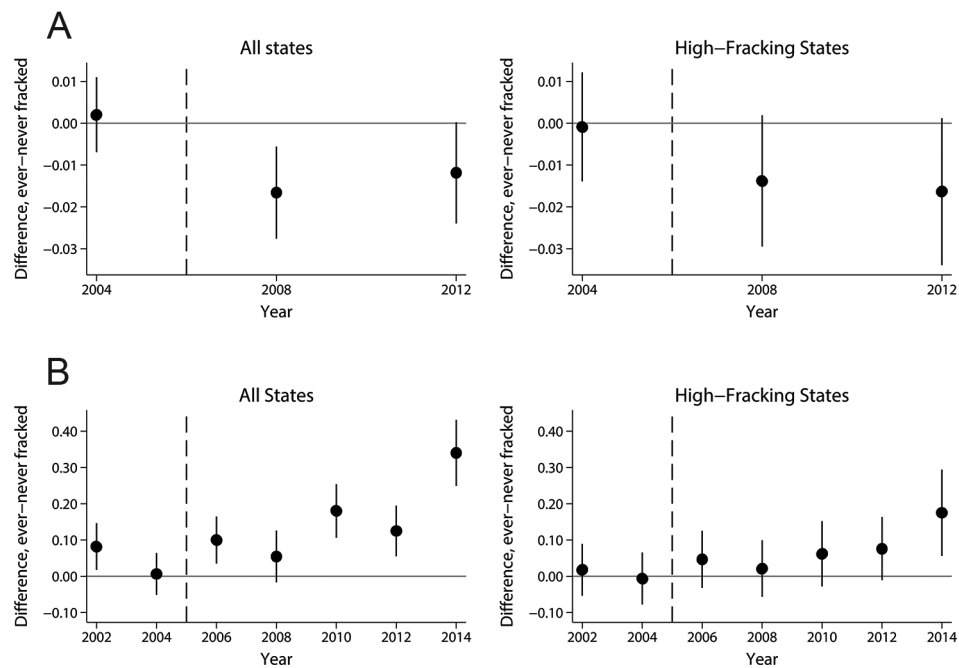 A
All states
Difference, ever−never fracked
0.01
0.00
−0.01
−0.02
−0.03
2004 2008 2012
Year
High−Fracking States
Difference, ever−never fracked
0.01
0.00
−0.01
−0.02
−0.03
2004 2008 2012
Year
B
All States
Difference, ever−never fracked
0.40
0.30
0.20
0.10
0.00
−0.10
2002 2004 2006 2008 2010 2012 2014
Year
High−Fracking States
Difference, ever−never fracked
0.40
0.30
0.20
0.10
0.00
−0.10
2002 2004 2006 2008 2010 2012 2014
Year